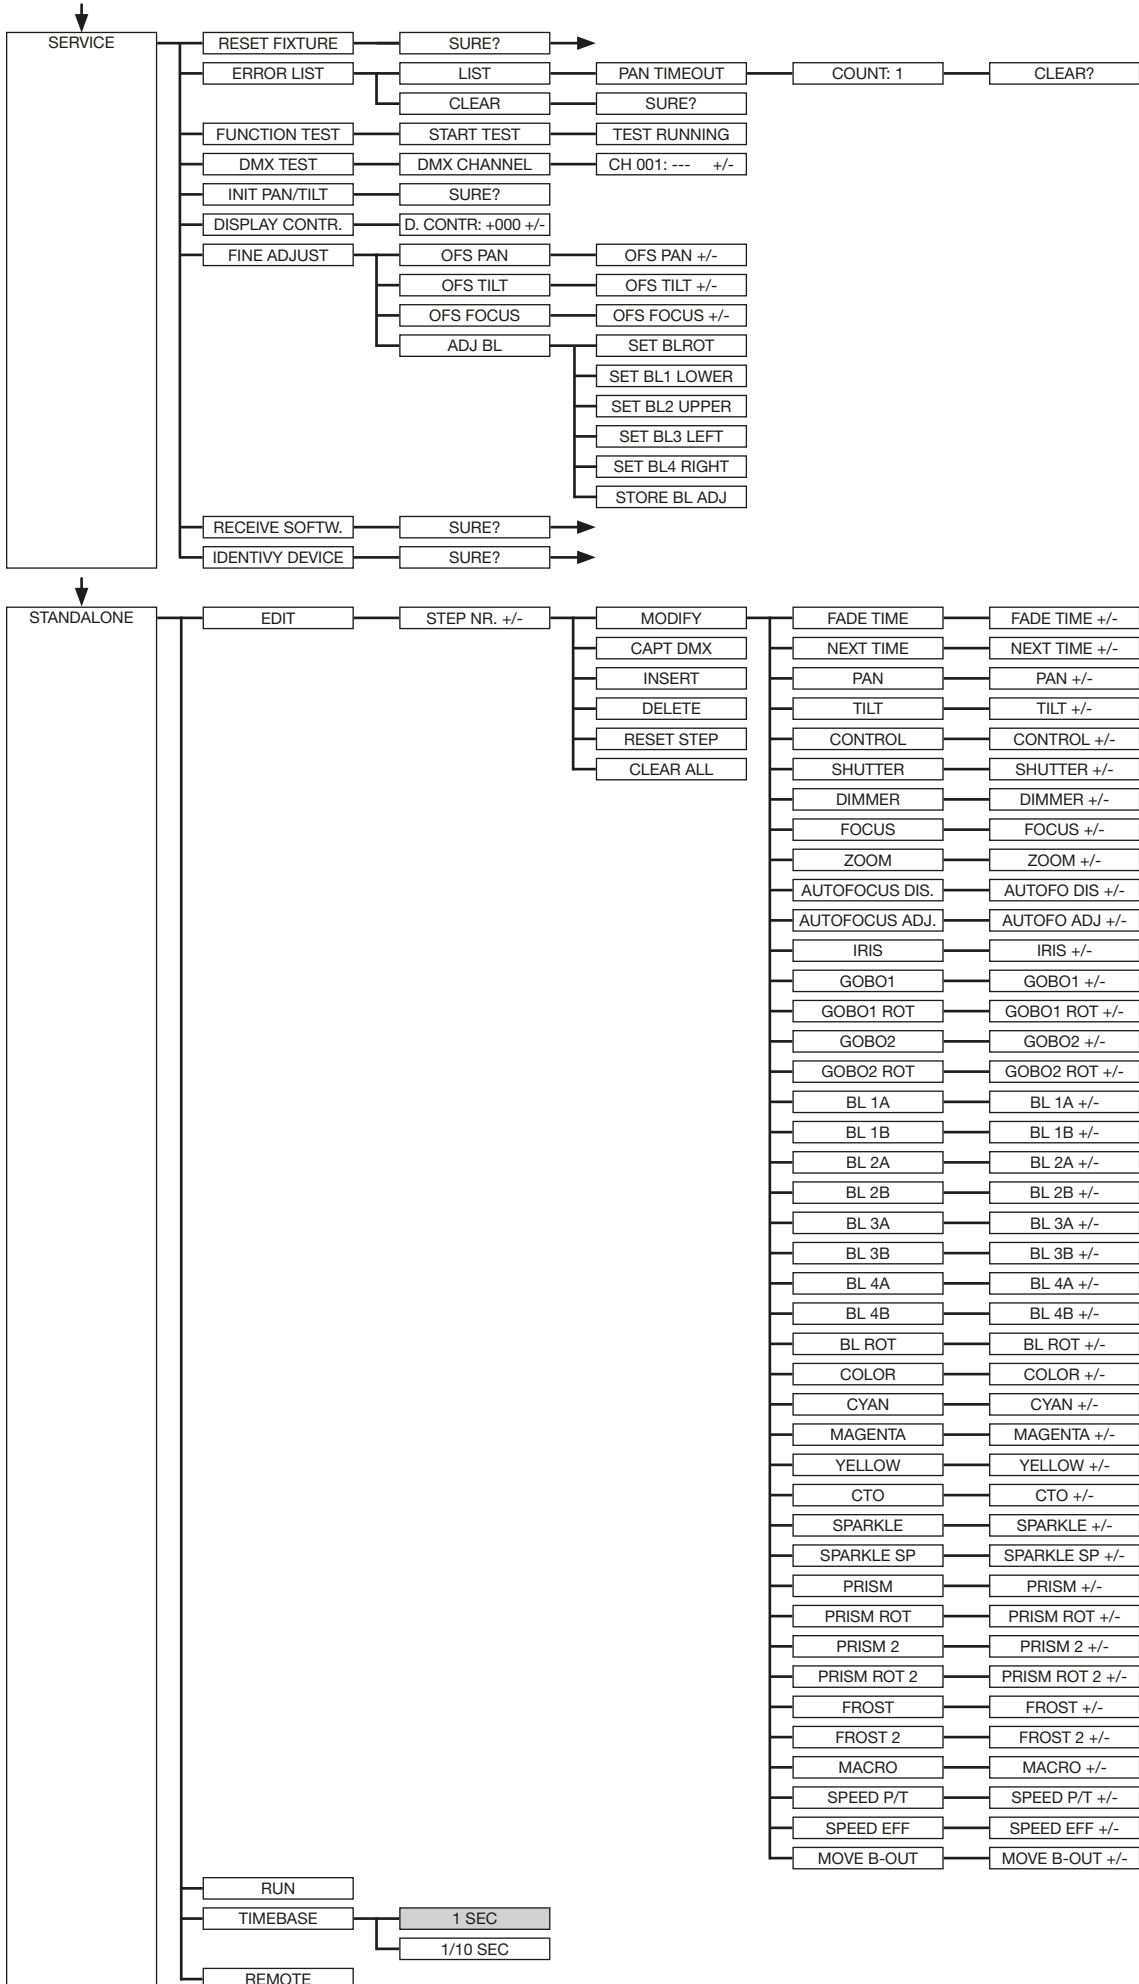 SERVICE RESET FIXTURE SURE?
ERROR LIST LIST PAN TIMEOUT COUNT: 1 CLEAR?
CLEAR SURE?
FUNCTION TEST START TEST TEST RUNNING
DMX TEST DMX CHANNEL CH 001: --- +/-
INIT PAN/TILT SURE?
DISPLAY CONTR. D. CONTR: +000 +/-
FINE ADJUST OFS PAN OFS PAN +/-
OFS TILT OFS TILT +/-
OFS FOCUS OFS FOCUS +/-
ADJ BL SET BLROT
SET BL1 LOWER
SET BL2 UPPER
SET BL3 LEFT
SET BL4 RIGHT
STORE BL ADJ
RECEIVE SOFTW. SURE?
IDENTIVY DEVICE SURE?
STANDALONE EDIT STEP NR. +/- MODIFY FADE TIME FADE TIME +/-
CAPT DMX NEXT TIME NEXT TIME +/-
INSERT PAN PAN +/-
DELETE TILT TILT +/-
RESET STEP CONTROL CONTROL +/-
CLEAR ALL SHUTTER SHUTTER +/-
DIMMER DIMMER +/-
FOCUS FOCUS +/-
ZOOM ZOOM +/-
AUTOFOCUS DIS. AUTOFO DIS +/-
AUTOFOCUS ADJ. AUTOFO ADJ +/-
IRIS IRIS +/-
GOBO1 GOBO1 +/-
GOBO1 ROT GOBO1 ROT +/-
GOBO2 GOBO2 +/-
GOBO2 ROT GOBO2 ROT +/-
BL 1A BL 1A +/-
BL 1B BL 1B +/-
BL 2A BL 2A +/-
BL 2B BL 2B +/-
BL 3A BL 3A +/-
BL 3B BL 3B +/-
BL 4A BL 4A +/-
BL 4B BL 4B +/-
BL ROT BL ROT +/-
COLOR COLOR +/-
CYAN CYAN +/-
MAGENTA MAGENTA +/-
YELLOW YELLOW +/-
CTO CTO +/-
SPARKLE SPARKLE +/-
SPARKLE SP SPARKLE SP +/-
PRISM PRISM +/-
PRISM ROT PRISM ROT +/-
PRISM 2 PRISM 2 +/-
PRISM ROT 2 PRISM ROT 2 +/-
FROST FROST +/-
FROST 2 FROST 2 +/-
MACRO MACRO +/-
SPEED P/T SPEED P/T +/-
SPEED EFF SPEED EFF +/-
MOVE B-OUT MOVE B-OUT +/-
RUN
TIMEBASE 1 SEC
1/10 SEC
REMOTE